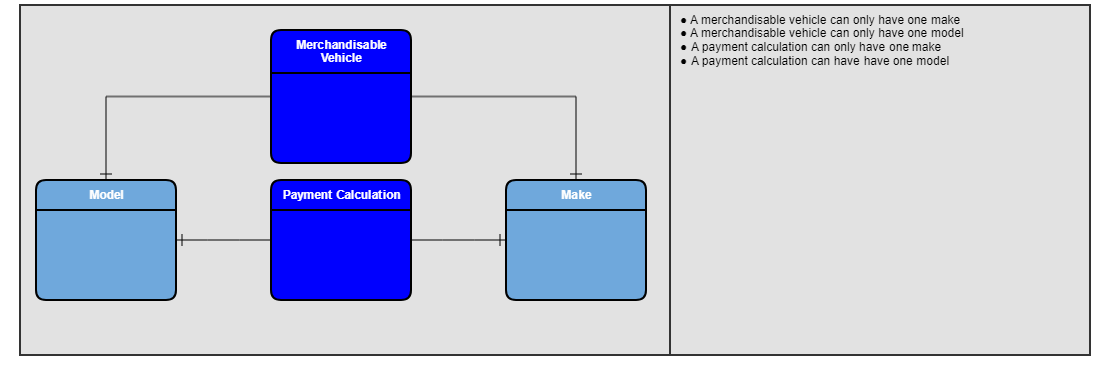 Merchandisable
Vehicle
Model
Payment Calculation
Make
● A merchandisable vehicle can only have one make
● A merchandisable vehicle can only have one model
● A payment calculation can only have one make
● A payment calculation can have have one model